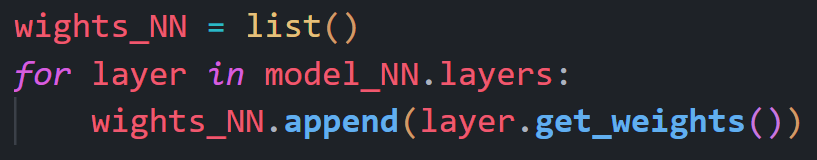 wights_NN = list()
for layer in model_NN.layers:
    wights_NN.append(layer.get_weights())